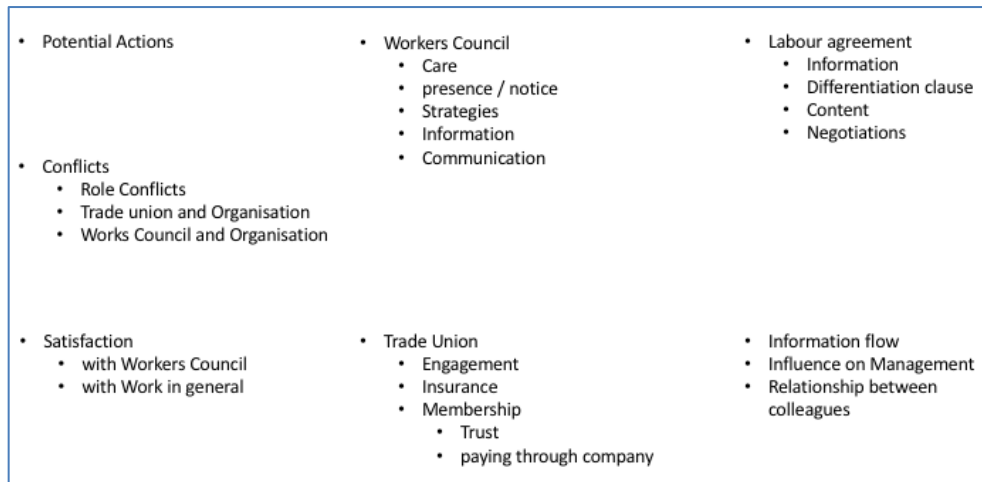 • Potential Actions
• Conflicts
• Role Conflicts
• Trade union and Organisation
• Works Council and Organisation
• Satisfaction
• with Workers Council
• with Work in general
• Workers Council
• Care
• presence / notice
• Strategies
• Information
• Communication
• Trade Union
• Engagement
• Insurance
• Membership
• Trust
• paying through company
• Labour agreement
• Information
• Differentiation clause
• Content
• Negotiations
• Information flow
• Influence on Management
• Relationship between
colleagues